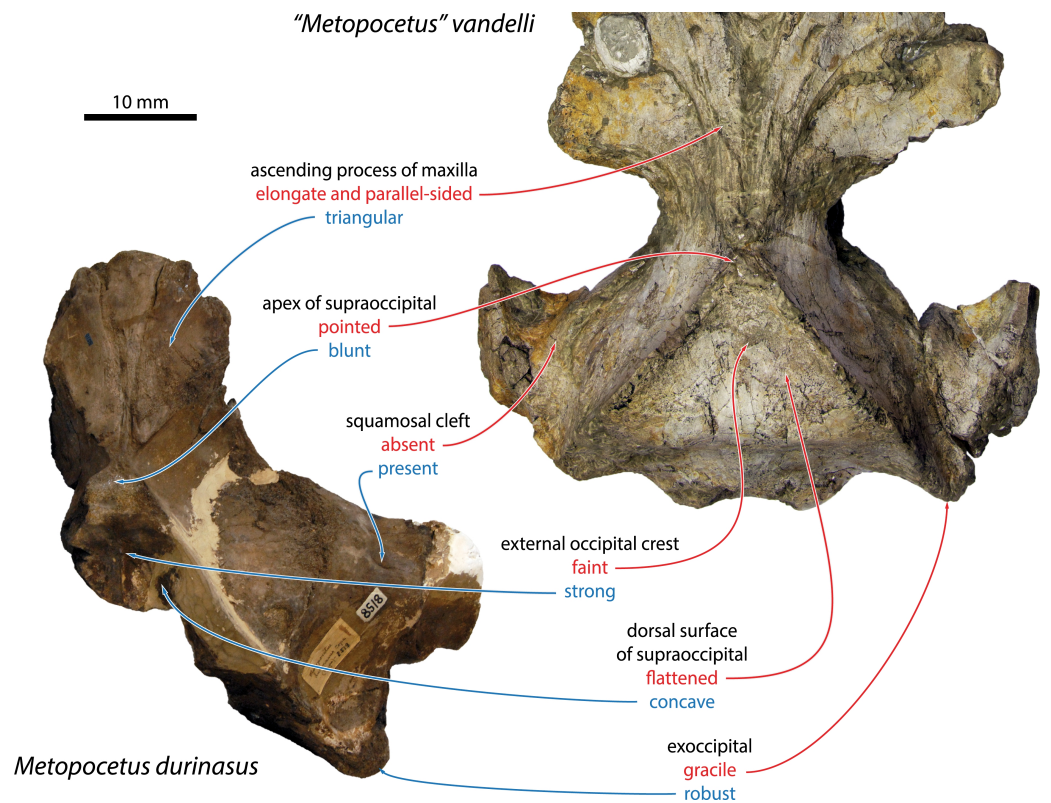 “Metopocetus” vandelli
10 mm
ascending process of maxilla
elongate and parallel-sided
triangular
apex of supraoccipital
pointed
blunt
squamosal cleft
absent
present
external occipital crest
faint
strong
8518
dorsal surface
of supraoccipital
flattened
concave
exoccipital
gracile
robust
Metopocetus durinasus